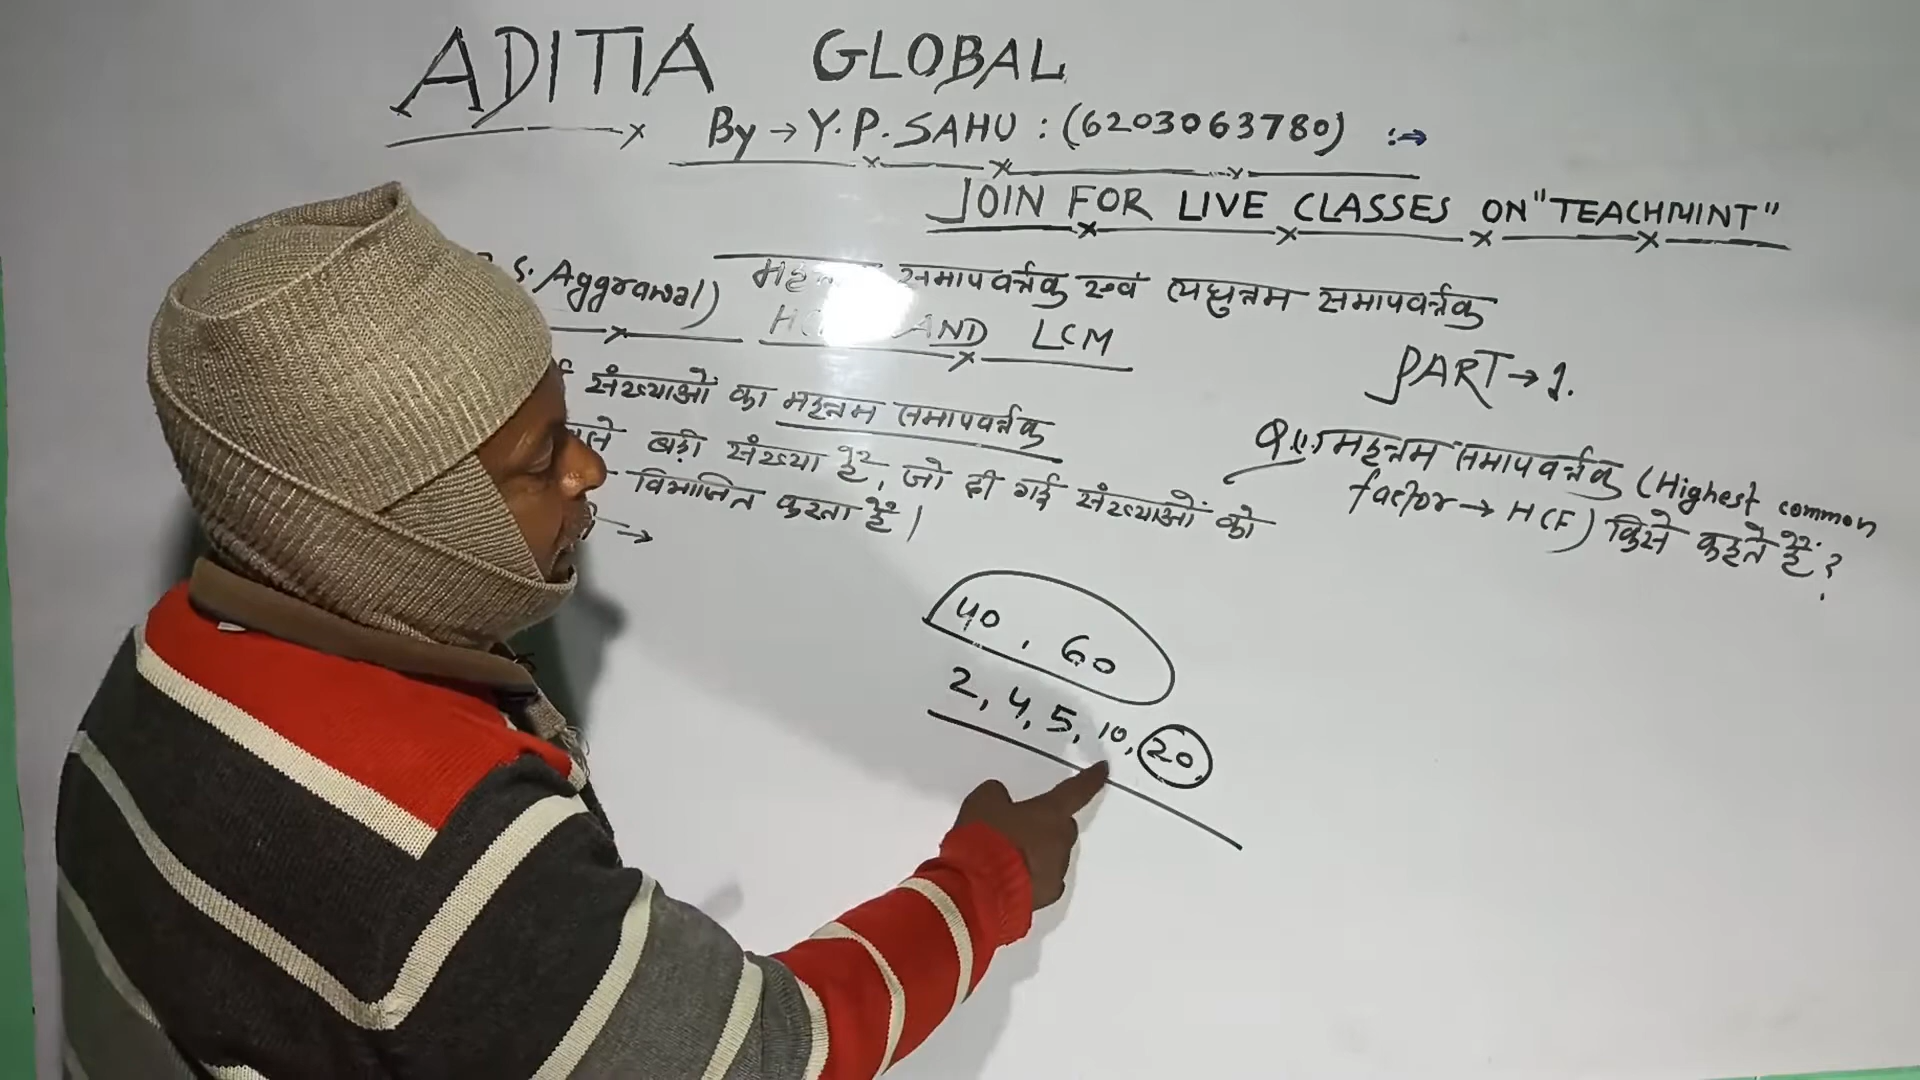 ADITIA GLOBAL
By → Y.P. SAHU : (6203063780) :→
JOIN FOR LIVE CLASSES ON "TEACHMINT"
S. Aggrawal) महत्तम समापवर्त्तक एवं लघुत्तम समापवर्त्तक
AND LCM
PART → 1.
संख्याओं का महत्तम समापवर्त्तक
बड़ी संख्या है, जो दी गई संख्याओं को
विभाजित करता है।
Q.1. महत्तम समापवर्त्तक (Highest common
factor → HCF) किसे कहते हैं?
40, 60
2, 4, 5, 10, 20